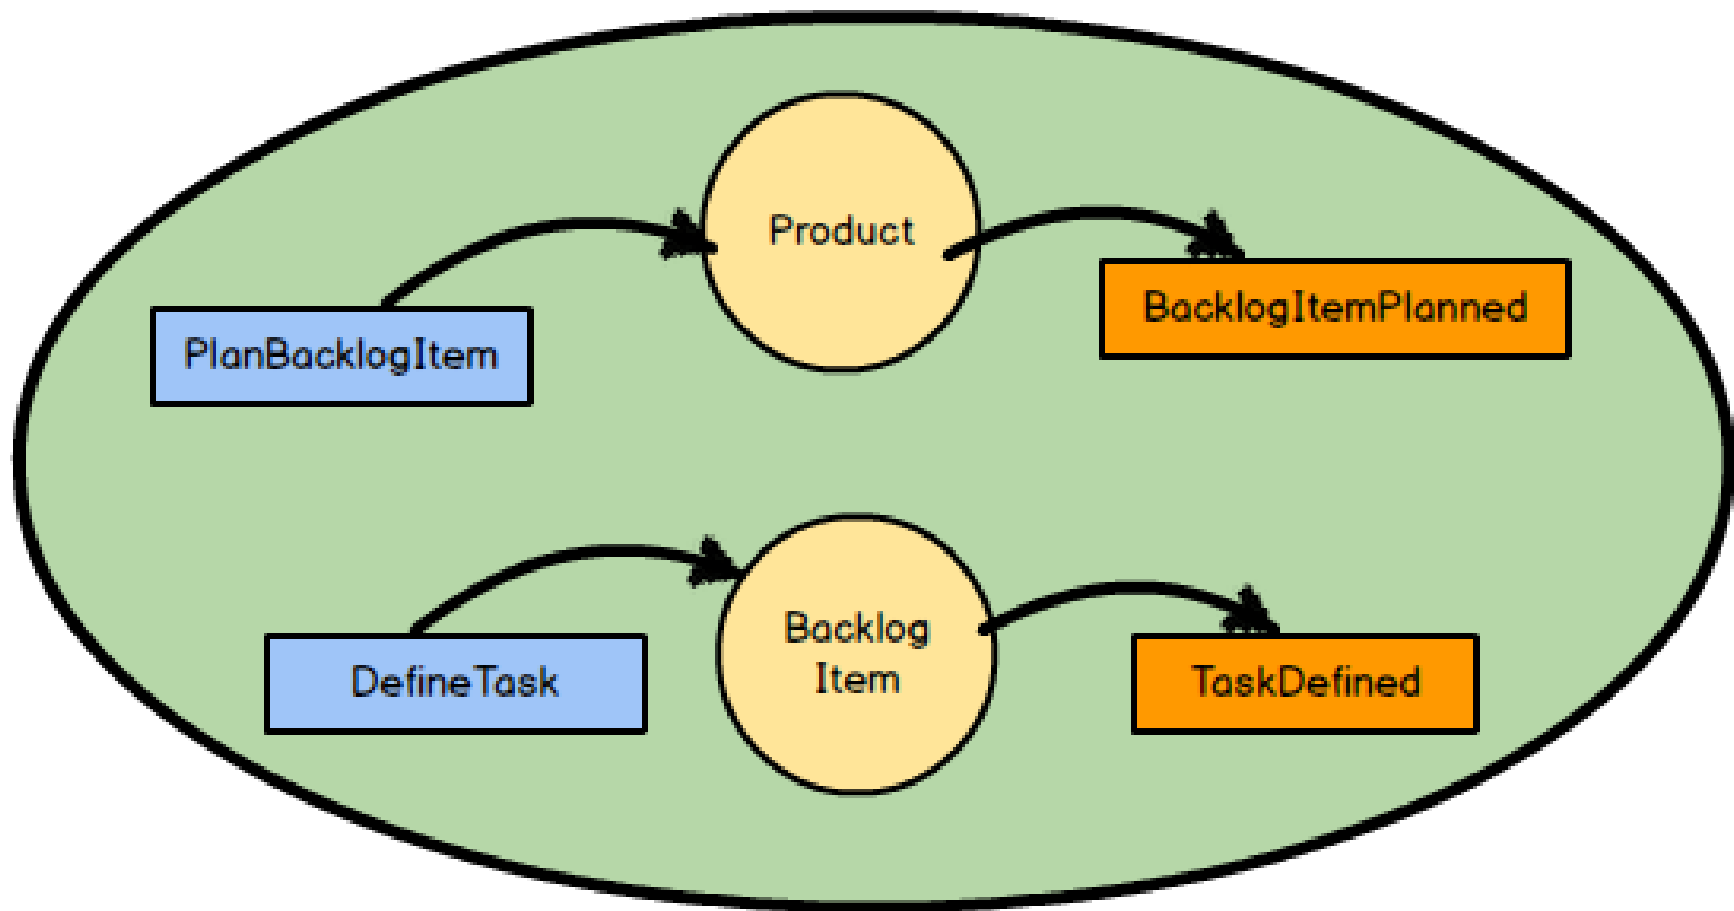 Product
BacklogItemPlanned
PlanBacklogItem
Backlog
Item
DefineTask
TaskDefined